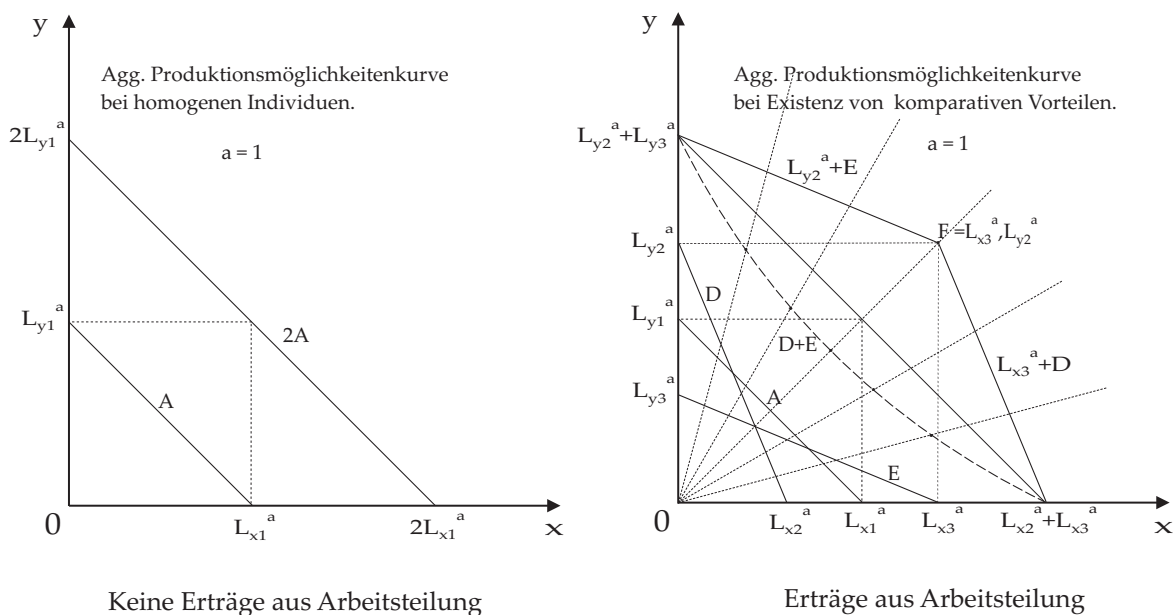 y
Agg. Produktionsmöglichkeitenkurve
bei homogenen Individuen.
2L_y1^a
a = 1
L_y1^a
2A
A
0
L_x1^a
2L_x1^a
x
Keine Erträge aus Arbeitsteilung
y
Agg. Produktionsmöglichkeitenkurve
bei Existenz von komparativen Vorteilen.
L_y2^a+L_y3^a
a = 1
L_y2^a+E
L_y2^a
F=L_x3^a,L_y2^a
D
L_y1^a
D+E
L_x3^a+D
L_y3^a
A
E
0
L_x2^a
L_x1^a
L_x3^a
L_x2^a+L_x3^a
x
Erträge aus Arbeitsteilung